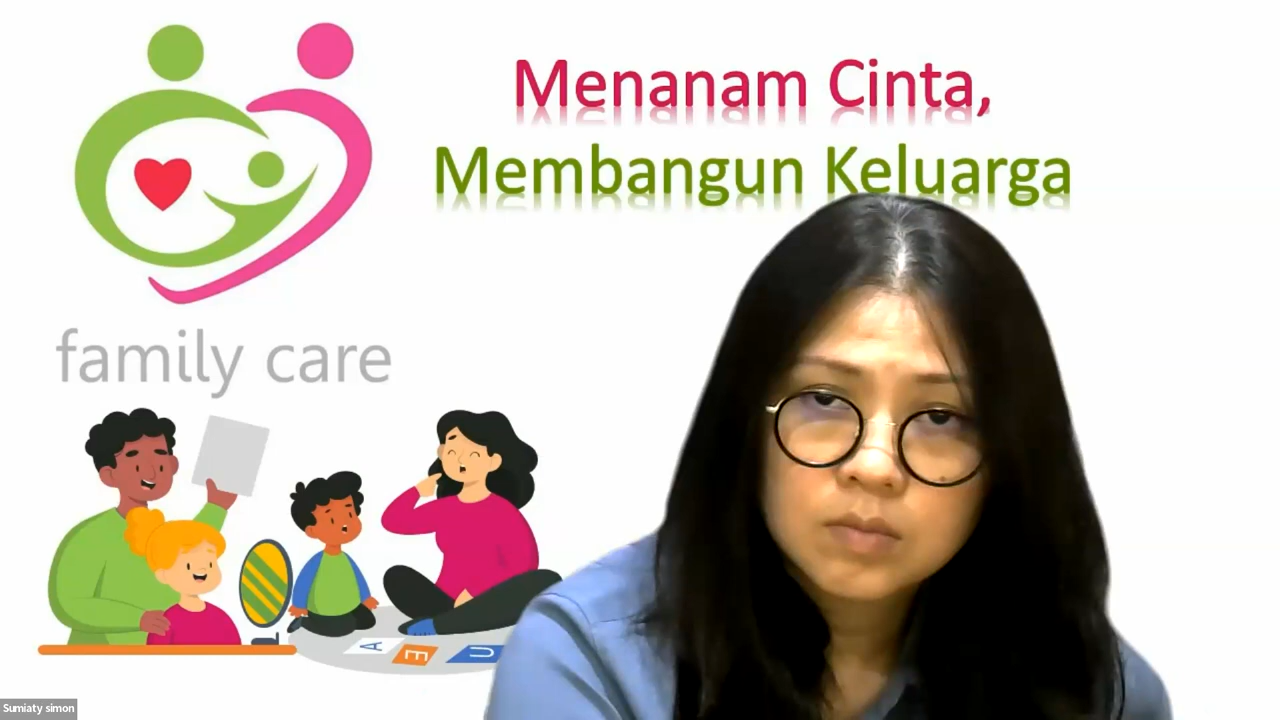 Menanam Cinta,
Membangun Keluarga
family care
A
E
U
Sumiaty simon